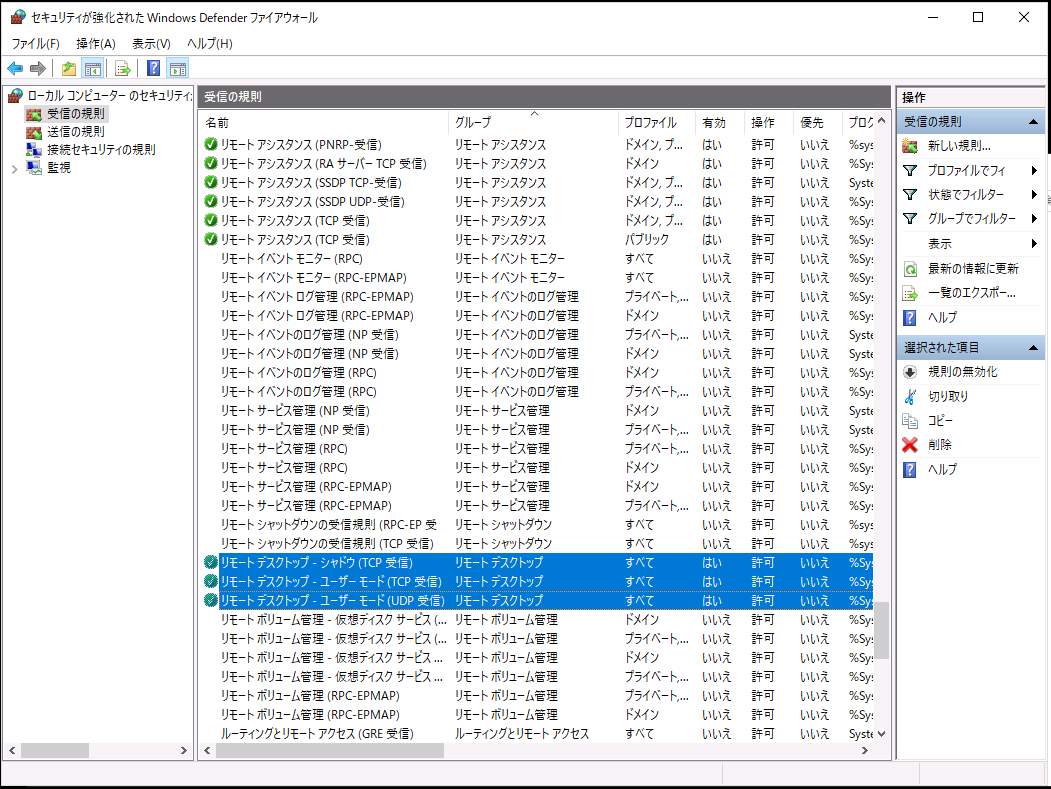 セキュリティが強化された Windows Defender ファイアウォール
ファイル(F) 操作(A) 表示(V) ヘルプ(H)
ローカル コンピューター のセキュリティ
受信の規則
送信の規則
接続セキュリティの規則
監視
受信の規則
名前 グループ プロファイル 有効 操作 優先 プログ
リモート アシスタンス (PNRP-受信) リモート アシスタンス ドメイン, プ... はい 許可 いいえ %sys
リモート アシスタンス (RA サーバー TCP 受信) リモート アシスタンス ドメイン はい 許可 いいえ %Sys
リモート アシスタンス (SSDP TCP-受信) リモート アシスタンス ドメイン, プ... はい 許可 いいえ Syste
リモート アシスタンス (SSDP UDP-受信) リモート アシスタンス ドメイン, プ... はい 許可 いいえ %Sys
リモート アシスタンス (TCP 受信) リモート アシスタンス ドメイン, プ... はい 許可 いいえ %Sys
リモート アシスタンス (TCP 受信) リモート アシスタンス パブリック はい 許可 いいえ %Sys
リモート イベント モニター (RPC) リモート イベント モニター すべて いいえ 許可 いいえ %Sys
リモート イベント モニター (RPC-EPMAP) リモート イベント モニター すべて いいえ 許可 いいえ %Sys
リモート イベント ログ管理 (RPC-EPMAP) リモート イベントのログ管理 プライベート,... いいえ 許可 いいえ %Sys
リモート イベント ログ管理 (RPC-EPMAP) リモート イベントのログ管理 ドメイン いいえ 許可 いいえ %Sys
リモート イベントのログ管理 (NP 受信) リモート イベントのログ管理 プライベート,... いいえ 許可 いいえ Syste
リモート イベントのログ管理 (NP 受信) リモート イベントのログ管理 ドメイン いいえ 許可 いいえ Syste
リモート イベントのログ管理 (RPC) リモート イベントのログ管理 ドメイン いいえ 許可 いいえ %Sys
リモート イベントのログ管理 (RPC) リモート イベントのログ管理 プライベート,... いいえ 許可 いいえ %Sys
リモート サービス管理 (NP 受信) リモート サービス管理 ドメイン いいえ 許可 いいえ Syste
リモート サービス管理 (NP 受信) リモート サービス管理 プライベート,... いいえ 許可 いいえ Syste
リモート サービス管理 (RPC) リモート サービス管理 プライベート,... いいえ 許可 いいえ %Sys
リモート サービス管理 (RPC) リモート サービス管理 ドメイン いいえ 許可 いいえ %Sys
リモート サービス管理 (RPC-EPMAP) リモート サービス管理 ドメイン いいえ 許可 いいえ %Sys
リモート サービス管理 (RPC-EPMAP) リモート サービス管理 プライベート,... いいえ 許可 いいえ %Sys
リモート シャットダウンの受信規則 (RPC-EP 受 リモート シャットダウン すべて いいえ 許可 いいえ %sys
リモート シャットダウンの受信規則 (TCP 受信) リモート シャットダウン すべて いいえ 許可 いいえ %Sys
リモート デスクトップ - シャドウ (TCP 受信) リモート デスクトップ すべて はい 許可 いいえ %Sys
リモート デスクトップ - ユーザー モード (TCP 受信) リモート デスクトップ すべて はい 許可 いいえ %Sys
リモート デスクトップ - ユーザー モード (UDP 受信) リモート デスクトップ すべて はい 許可 いいえ %Sys
リモート ボリューム管理 - 仮想ディスク サービス (... リモート ボリューム管理 ドメイン いいえ 許可 いいえ %Sys
リモート ボリューム管理 - 仮想ディスク サービス (... リモート ボリューム管理 プライベート,... いいえ 許可 いいえ %Sys
リモート ボリューム管理 - 仮想ディスク サービス ... リモート ボリューム管理 ドメイン いいえ 許可 いいえ %Sys
リモート ボリューム管理 - 仮想ディスク サービス ... リモート ボリューム管理 プライベート,... いいえ 許可 いいえ %Sys
リモート ボリューム管理 (RPC-EPMAP) リモート ボリューム管理 プライベート,... いいえ 許可 いいえ %Sys
リモート ボリューム管理 (RPC-EPMAP) リモート ボリューム管理 ドメイン いいえ 許可 いいえ %Sys
ルーティングとリモート アクセス (GRE 受信) ルーティングとリモート アクセス すべて いいえ 許可 いいえ Syste
操作
受信の規則
新しい規則...
プロファイルでフィ
状態でフィルター
グループでフィルター
表示
最新の情報に更新
一覧のエクスポー...
ヘルプ
選択された項目
規則の無効化
切り取り
コピー
削除
ヘルプ